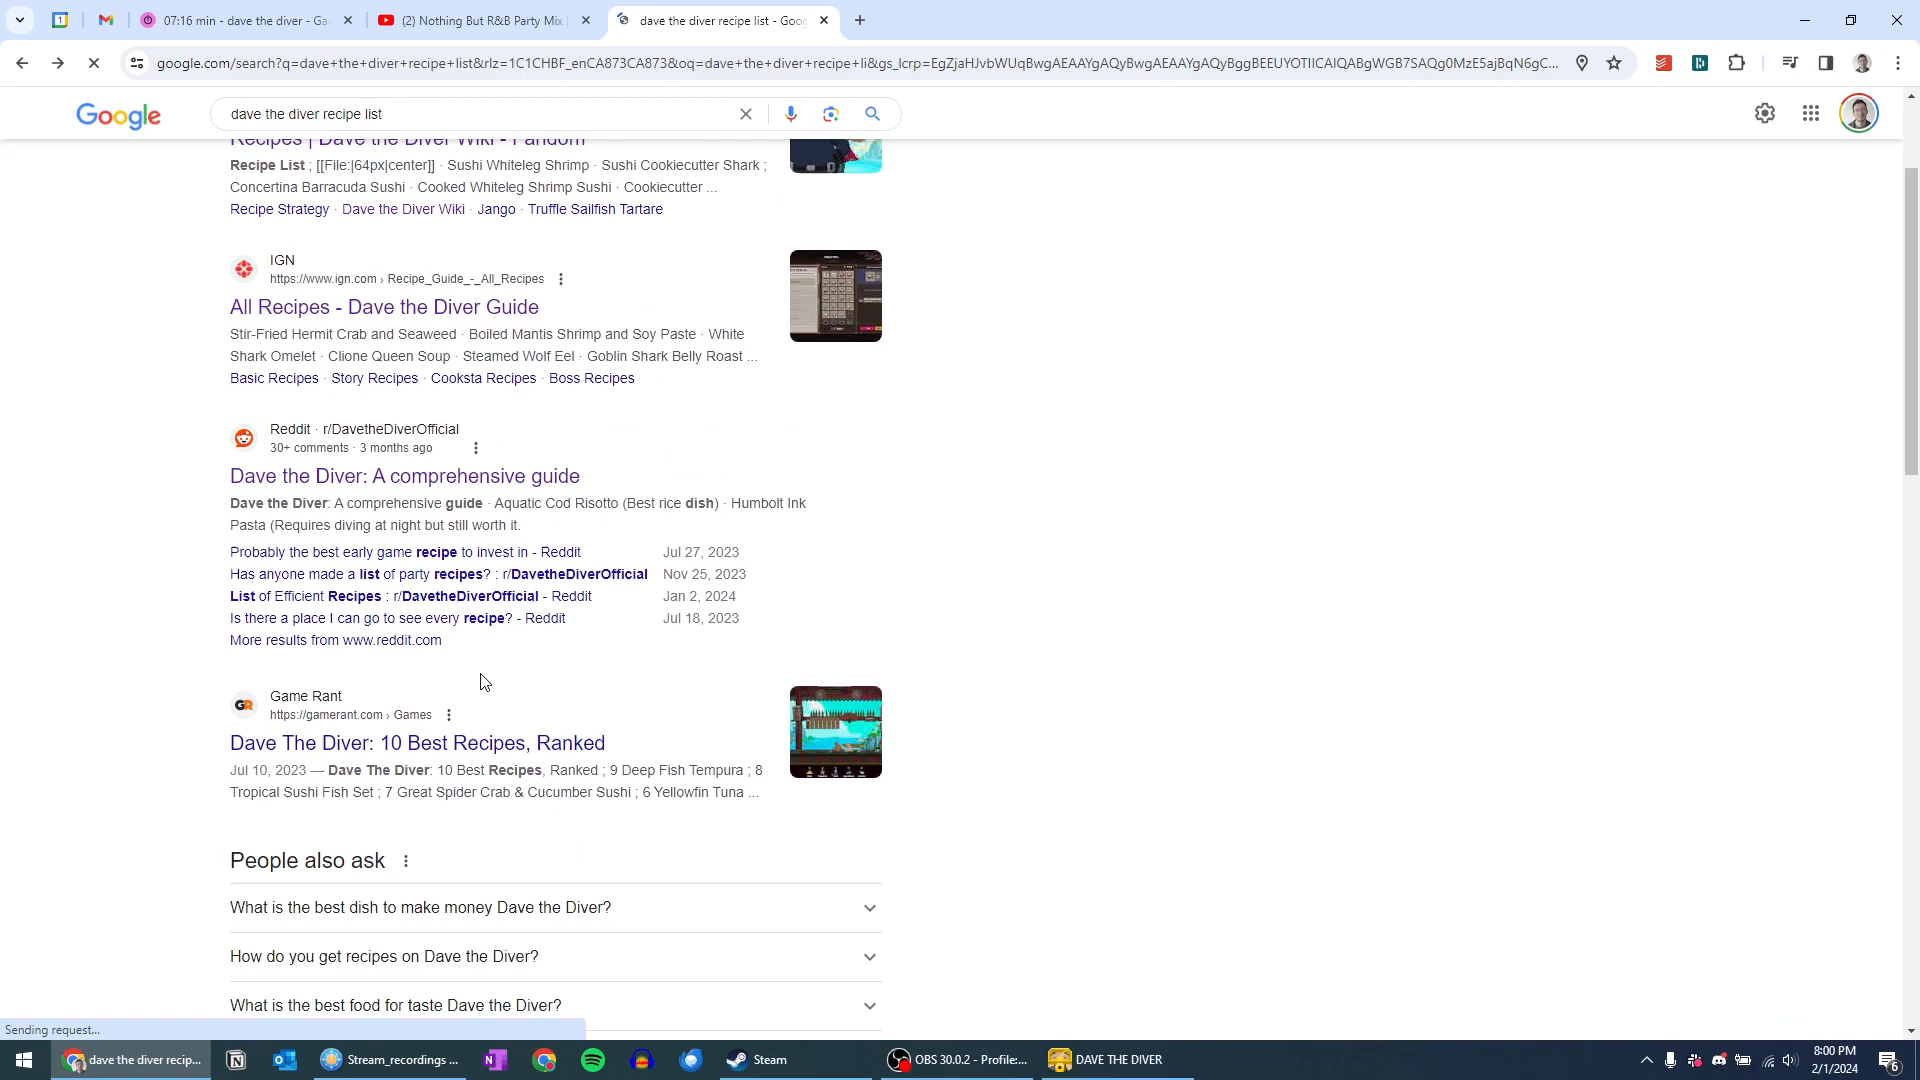 07:16 min - dave the diver - Ga
(2) Nothing But R&B Party Mix
dave the diver recipe list - Goog
google.com/search?q=dave+the+diver+recipe+list&rlz=1C1CHBF_enCA873CA873&oq=dave+the+diver+recipe+li&gs_lcrp=EgZjaHJvbWUqBwgAEAAYgAQyBwgAEAAYgAQyBggBEEUYOTIICAIQABgWGB7SAQg0MzE5ajBqN6gC...
Google
dave the diver recipe list
Recipes | Dave the Diver Wiki - Fandom
Recipe List ; [[File:|64px|center]] · Sushi Whiteleg Shrimp · Sushi Cookiecutter Shark ;
Concertina Barracuda Sushi · Cooked Whiteleg Shrimp Sushi · Cookiecutter ...
Recipe Strategy · Dave the Diver Wiki · Jango · Truffle Sailfish Tartare
IGN
https://www.ign.com › Recipe_Guide_-_All_Recipes
All Recipes - Dave the Diver Guide
Stir-Fried Hermit Crab and Seaweed · Boiled Mantis Shrimp and Soy Paste · White
Shark Omelet · Clione Queen Soup · Steamed Wolf Eel · Goblin Shark Belly Roast ...
Basic Recipes · Story Recipes · Cooksta Recipes · Boss Recipes
Reddit · r/DavetheDiverOfficial
30+ comments · 3 months ago
Dave the Diver: A comprehensive guide
Dave the Diver: A comprehensive guide · Aquatic Cod Risotto (Best rice dish) · Humbolt Ink
Pasta (Requires diving at night but still worth it.
Probably the best early game recipe to invest in - Reddit Jul 27, 2023
Has anyone made a list of party recipes? : r/DavetheDiverOfficial Nov 25, 2023
List of Efficient Recipes : r/DavetheDiverOfficial - Reddit Jan 2, 2024
Is there a place I can go to see every recipe? - Reddit Jul 18, 2023
More results from www.reddit.com
Game Rant
https://gamerant.com › Games
Dave The Diver: 10 Best Recipes, Ranked
Jul 10, 2023 — Dave The Diver: 10 Best Recipes, Ranked ; 9 Deep Fish Tempura ; 8
Tropical Sushi Fish Set ; 7 Great Spider Crab & Cucumber Sushi ; 6 Yellowfin Tuna ...
People also ask
What is the best dish to make money Dave the Diver?
How do you get recipes on Dave the Diver?
What is the best food for taste Dave the Diver?
Sending request...
dave the diver recip...
Stream_recordings ...
Steam
OBS 30.0.2 - Profile:...
DAVE THE DIVER
8:00 PM
2/1/2024
6